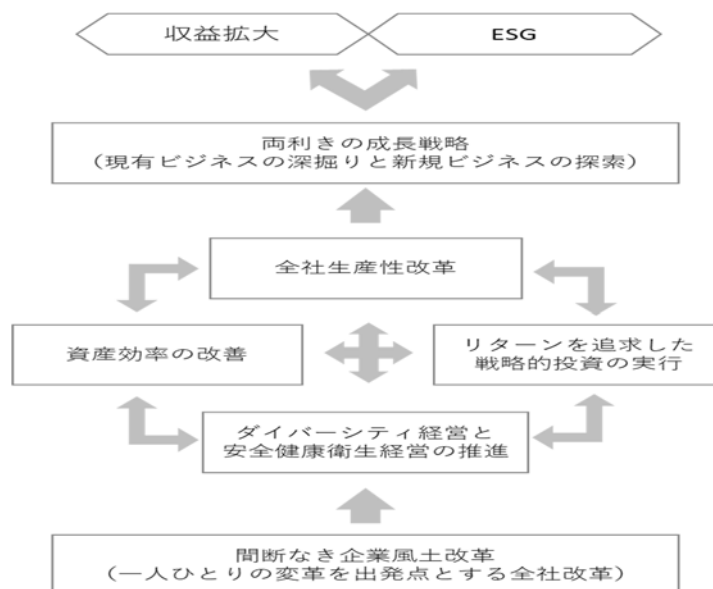 収益拡大
ESG
両利きの成長戦略
（現有ビジネスの深掘りと新規ビジネスの探索）
全社生産性改革
資産効率の改善
リターンを追求した
戦略的投資の実行
ダイバーシティ経営と
安全健康衛生経営の推進
間断なき企業風土改革
（一人ひとりの変革を出発点とする全社改革）